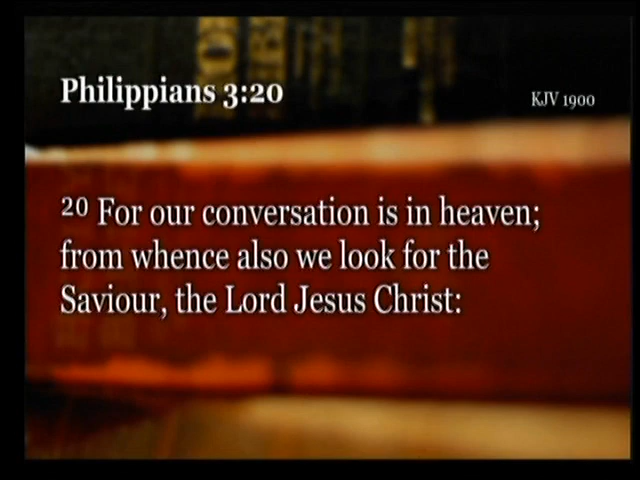 Philippians 3:20
KJV 1900
20 For our conversation is in heaven;
from whence also we look for the
Saviour, the Lord Jesus Christ: